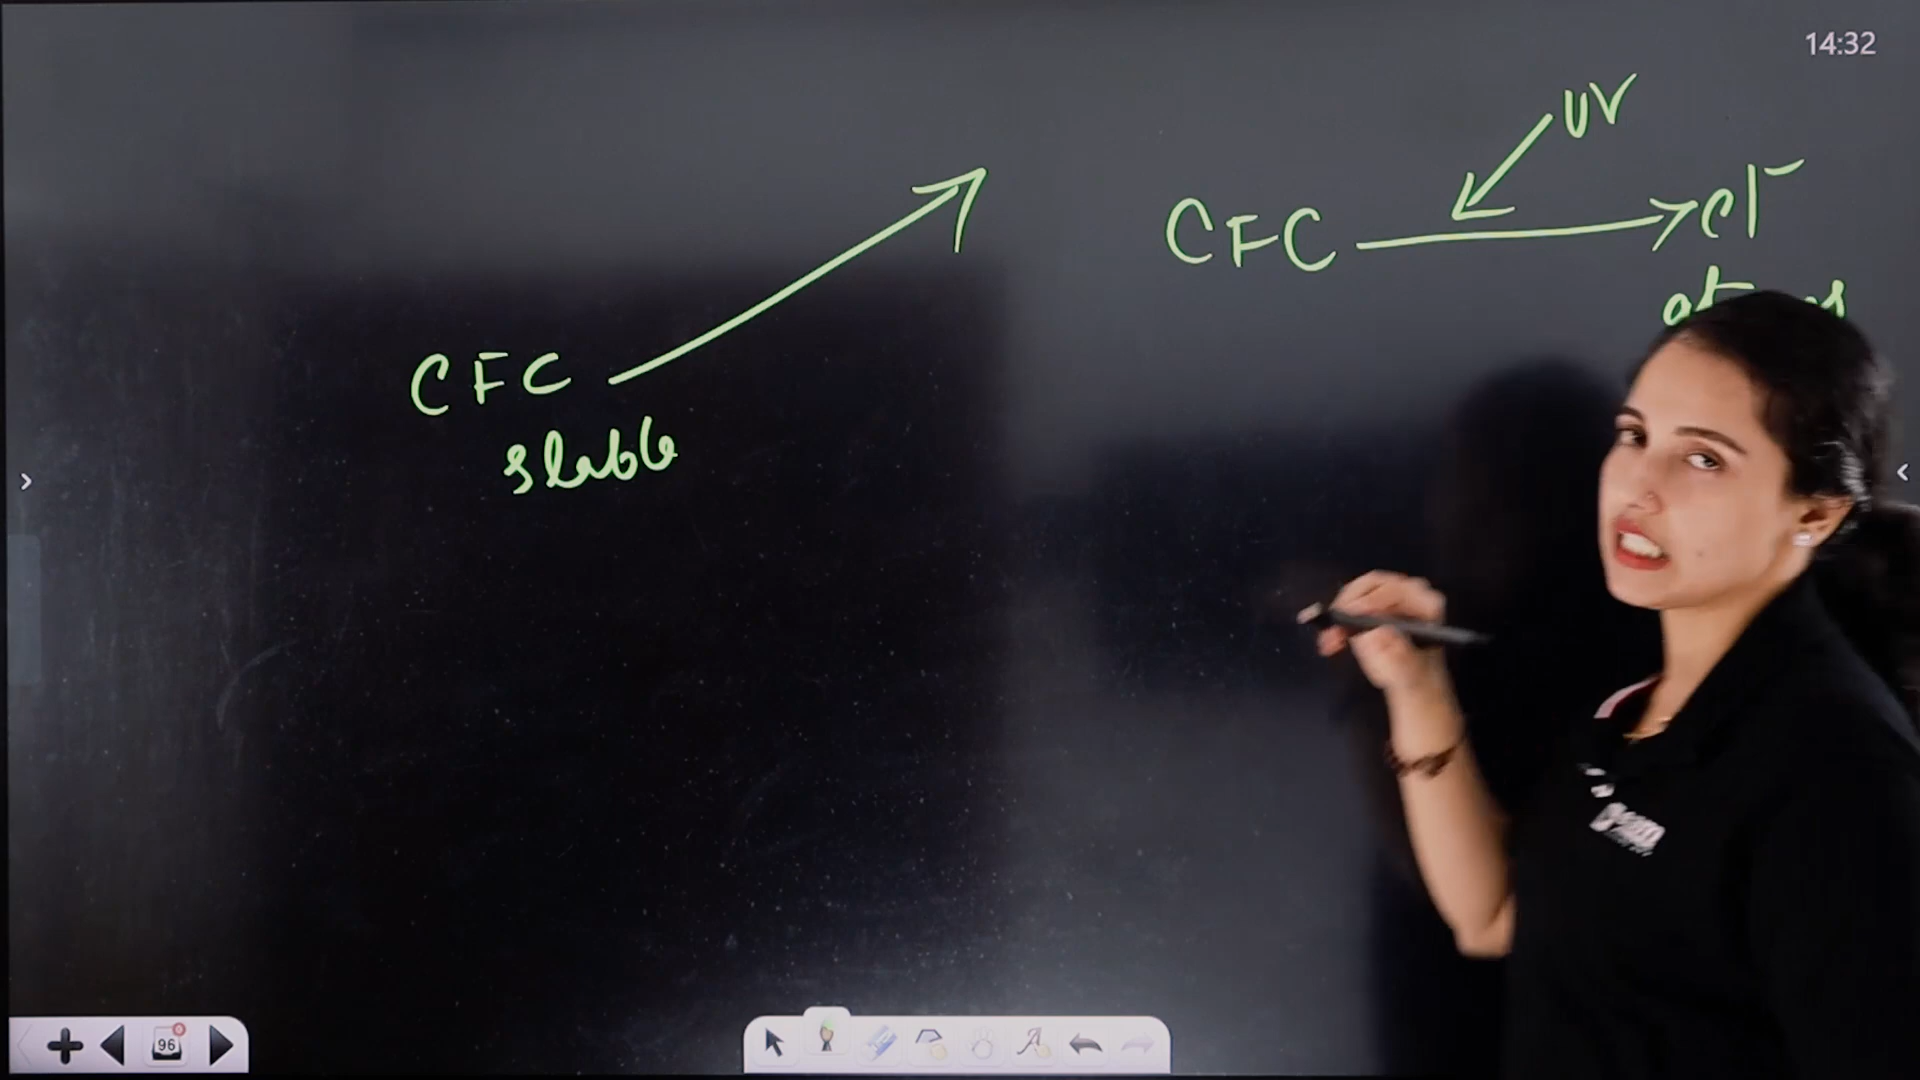 14:32
UV
CFC → Cl⁻
CFC
stable
96